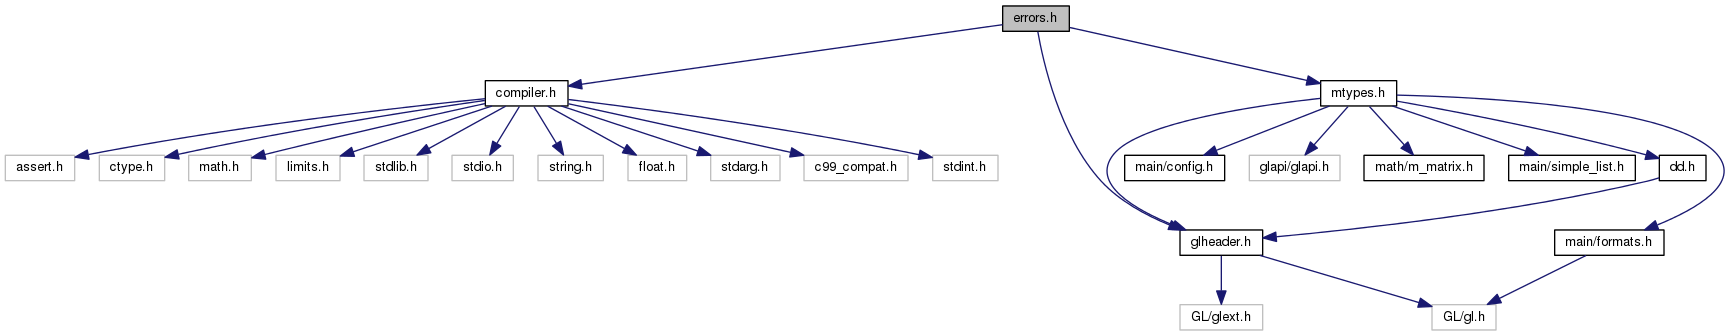 errors.h
compiler.h
mtypes.h
assert.h
ctype.h
math.h
limits.h
stdlib.h
stdio.h
string.h
float.h
stdarg.h
c99_compat.h
stdint.h
main/config.h
glapi/glapi.h
math/m_matrix.h
main/simple_list.h
dd.h
glheader.h
main/formats.h
GL/glext.h
GL/gl.h